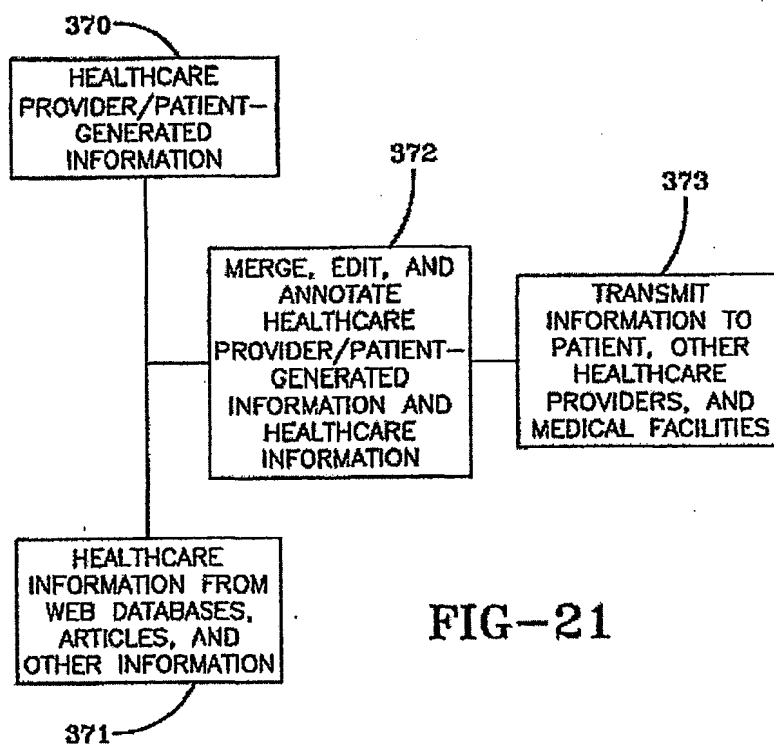 370
HEALTHCARE
PROVIDER/PATIENT-
GENERATED
INFORMATION
372
373
MERGE, EDIT, AND
ANNOTATE
HEALTHCARE
PROVIDER/PATIENT-
GENERATED
INFORMATION AND
HEALTHCARE
INFORMATION
TRANSMIT
INFORMATION TO
PATIENT, OTHER
HEALTHCARE
PROVIDERS, AND
MEDICAL FACILITIES
HEALTHCARE
INFORMATION FROM
WEB DATABASES,
ARTICLES, AND
OTHER INFORMATION
371
FIG-21